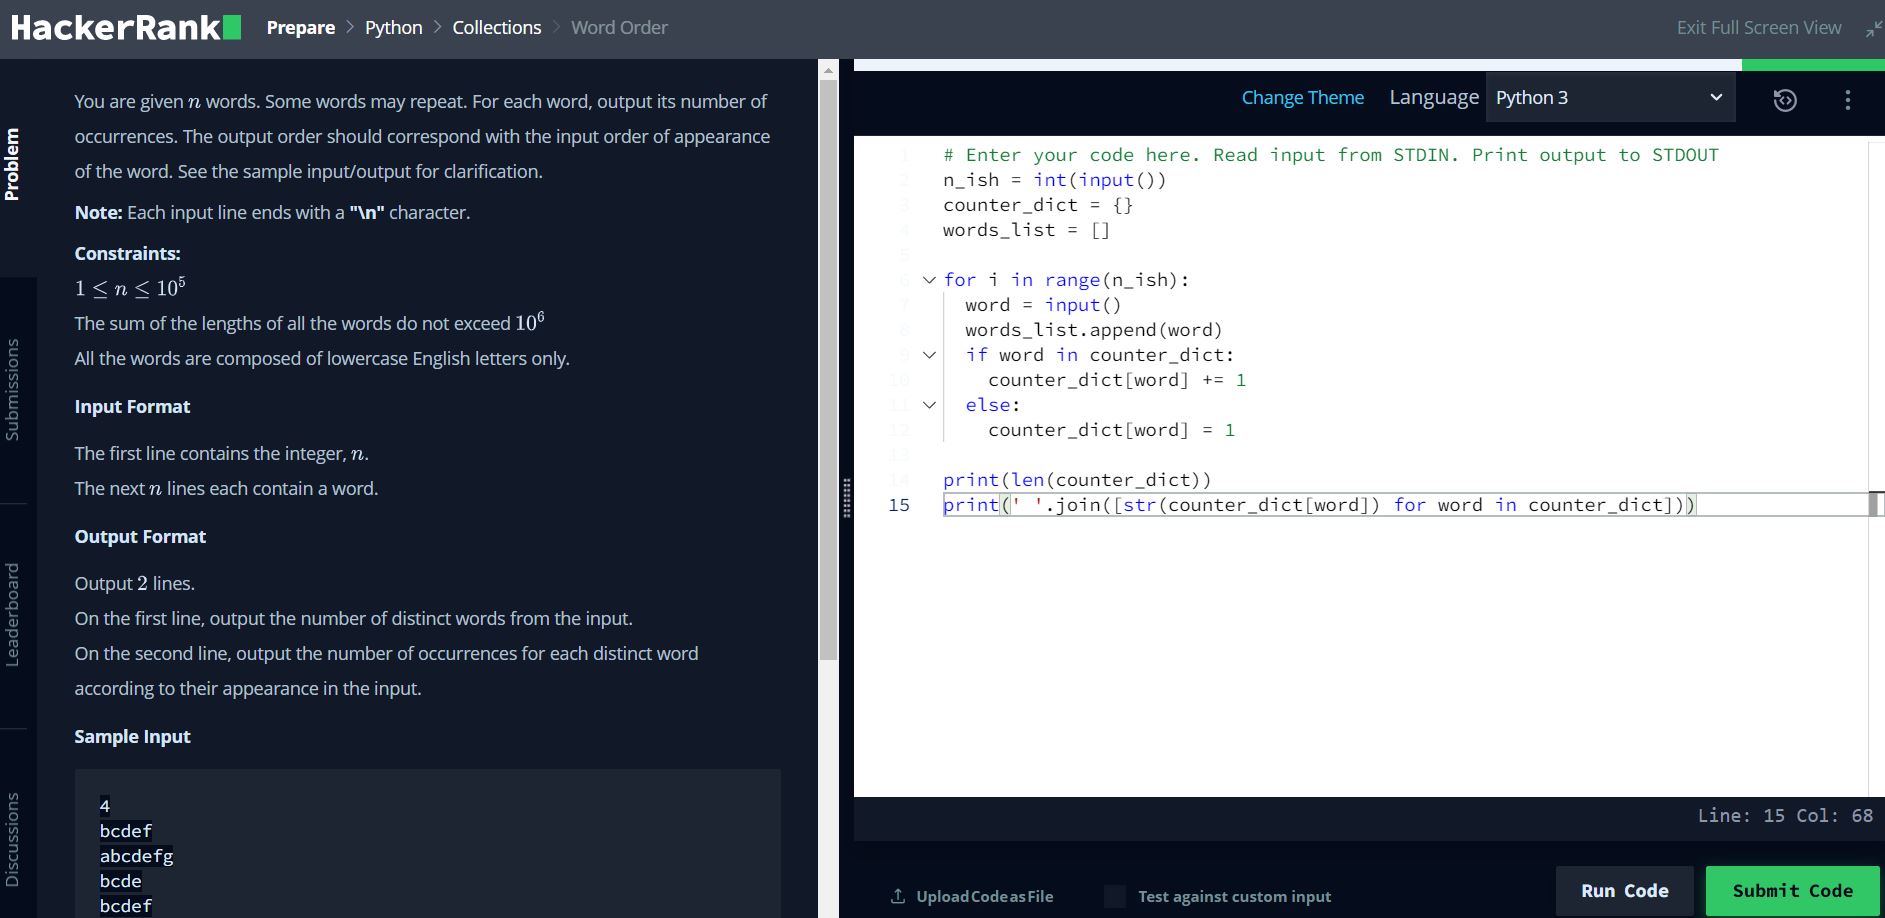 HackerRank Prepare > Python > Collections > Word Order Exit Full Screen View
Problem
Submissions
Leaderboard
Discussions
You are given n words. Some words may repeat. For each word, output its number of
occurrences. The output order should correspond with the input order of appearance
of the word. See the sample input/output for clarification.
Note: Each input line ends with a "\n" character.
Constraints:
1 ≤ n ≤ 10^5
The sum of the lengths of all the words do not exceed 10^6
All the words are composed of lowercase English letters only.
Input Format
The first line contains the integer, n.
The next n lines each contain a word.
Output Format
Output 2 lines.
On the first line, output the number of distinct words from the input.
On the second line, output the number of occurrences for each distinct word
according to their appearance in the input.
Sample Input
4
bcdef
abcdefg
bcde
bcdef
Change Theme Language Python 3
1 # Enter your code here. Read input from STDIN. Print output to STDOUT
2 n_ish = int(input())
3 counter_dict = {}
4 words_list = []
5
6 for i in range(n_ish):
7   word = input()
8   words_list.append(word)
9   if word in counter_dict:
10     counter_dict[word] += 1
11   else:
12     counter_dict[word] = 1
13
14 print(len(counter_dict))
15 print(' '.join([str(counter_dict[word]) for word in counter_dict]))
Line: 15 Col: 68
Upload Code as File Test against custom input Run Code Submit Code